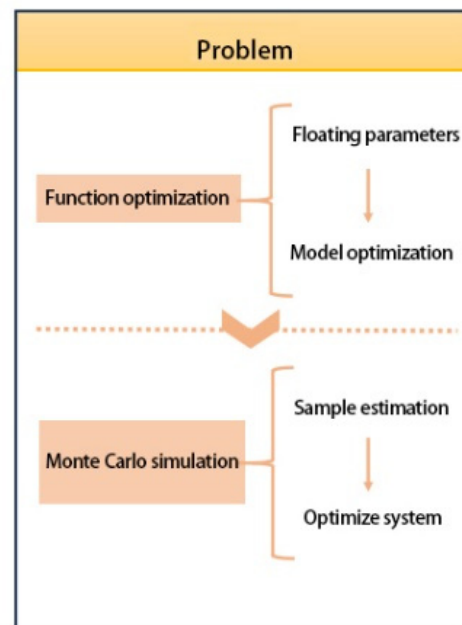 Problem
Floating parameters
Function optimization
Model optimization
Sample estimation
Monte Carlo simulation
Optimize system